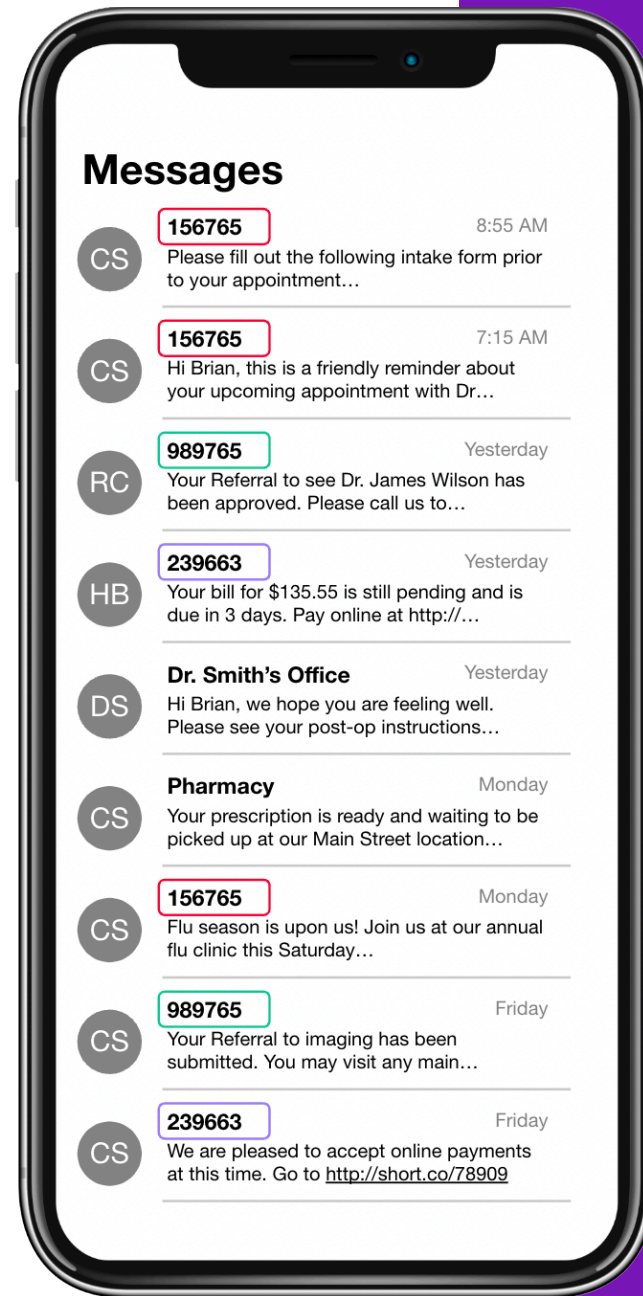 Messages
156765
8:55 AM
CS
Please fill out the following intake form prior
to your appointment…
156765
7:15 AM
CS
Hi Brian, this is a friendly reminder about
your upcoming appointment with Dr…
989765
Yesterday
RC
Your Referral to see Dr. James Wilson has
been approved. Please call us to…
239663
Yesterday
HB
Your bill for $135.55 is still pending and is
due in 3 days. Pay online at http://…
Dr. Smith’s Office
Yesterday
DS
Hi Brian, we hope you are feeling well.
Please see your post-op instructions…
Pharmacy
Monday
CS
Your prescription is ready and waiting to be
picked up at our Main Street location…
156765
Monday
CS
Flu season is upon us! Join us at our annual
flu clinic this Saturday…
989765
Friday
CS
Your Referral to imaging has been
submitted. You may visit any main…
239663
Friday
CS
We are pleased to accept online payments
at this time. Go to http://short.co/78909